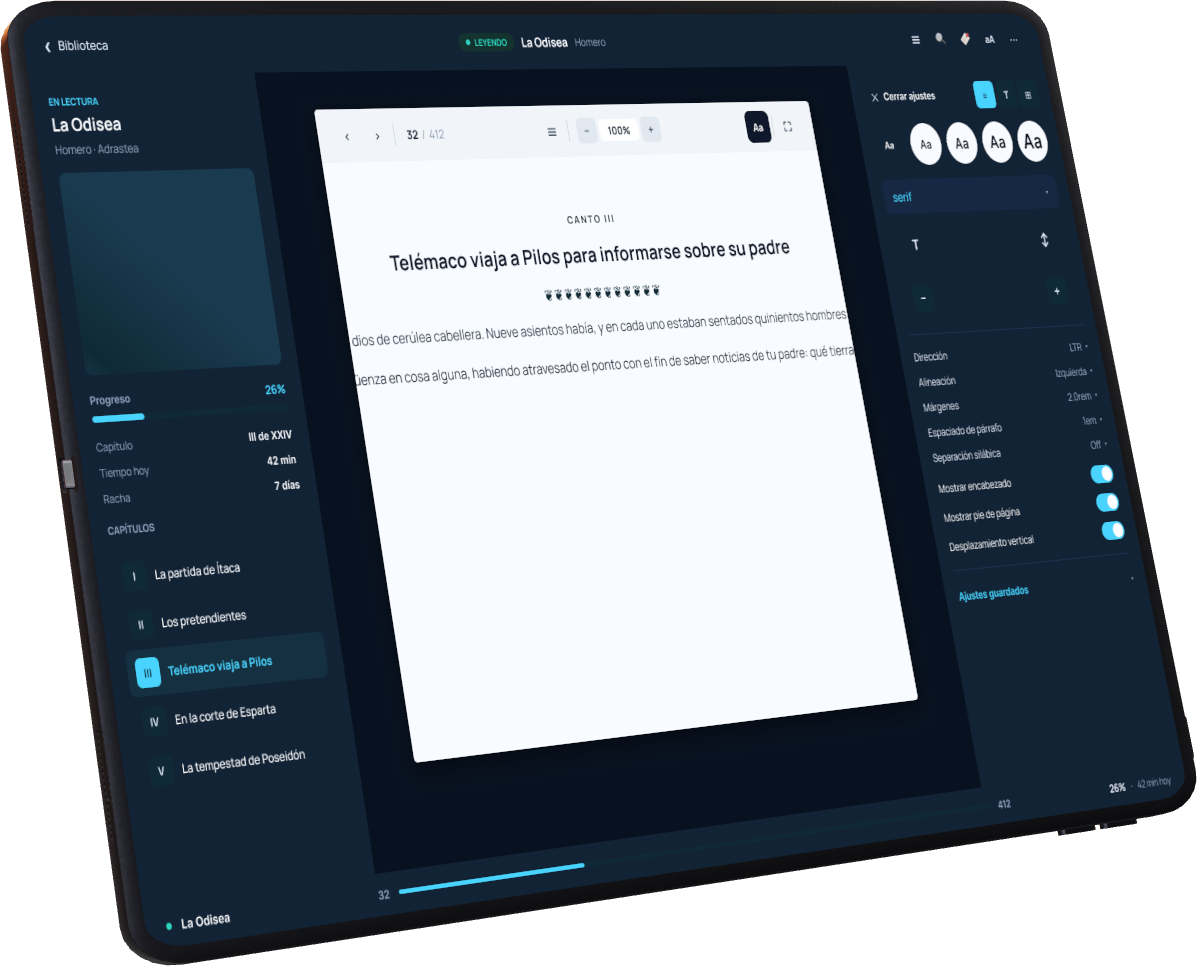 Biblioteca
LEYENDO La Odisea Homero
aA
EN LECTURA
La Odisea
Homero · Adrastea
Progreso 26%
Capítulo III de XXIV
Tiempo hoy 42 min
Racha 7 días
CAPÍTULOS
I La partida de Ítaca
II Los pretendientes
III Telémaco viaja a Pilos
IV En la corte de Esparta
V La tempestad de Poseidón
La Odisea
32 / 412
− 100% +
Aa
CANTO III
Telémaco viaja a Pilos para informarse sobre su padre
dios de cerúlea cabellera. Nueve asientos había, y en cada uno estaban sentados quinientos hombres
üenza en cosa alguna, habiendo atravesado el ponto con el fin de saber noticias de tu padre: qué tierra
32 412
Cerrar ajustes T
Aa Aa Aa Aa Aa
serif
T
− +
Dirección LTR
Alineación Izquierda
Márgenes 2.0rem
Espaciado de párrafo 1em
Separación silábica Off
Mostrar encabezado
Mostrar pie de página
Desplazamiento vertical
Ajustes guardados
26% · 42 min hoy